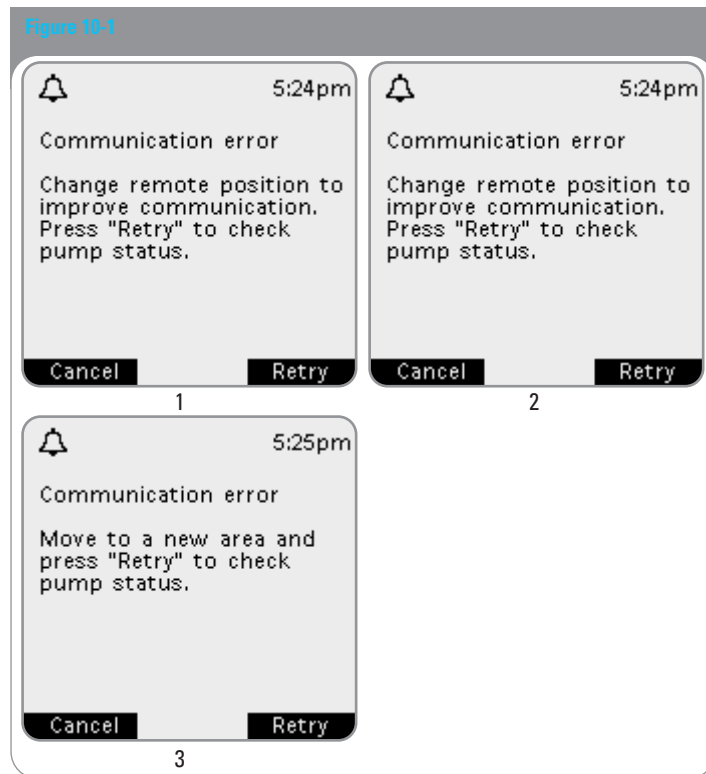 Figure 10-1
5:24pm
Communication error
Change remote position to
improve communication.
Press "Retry" to check
pump status.
Cancel Retry
1
5:24pm
Communication error
Change remote position to
improve communication.
Press "Retry" to check
pump status.
Cancel Retry
2
5:25pm
Communication error
Move to a new area and
press "Retry" to check
pump status.
Cancel Retry
3